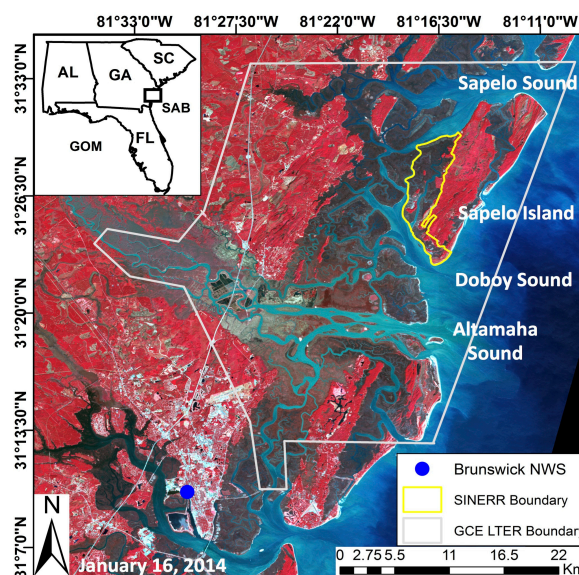 81°33'0"W 81°27'30"W 81°22'0"W 81°16'30"W 81°11'0"W
31°33'0"N
31°26'30"N
31°20'0"N
31°13'30"N
31°7'0"N
AL
GA
SC
SAB
FL
GOM
Sapelo Sound
Sapelo Island
Doboy Sound
Altamaha
Sound
Brunswick NWS
SINERR Boundary
GCE LTER Boundary
N
January 16, 2014
0 2.75 5.5 11 16.5 22
Km